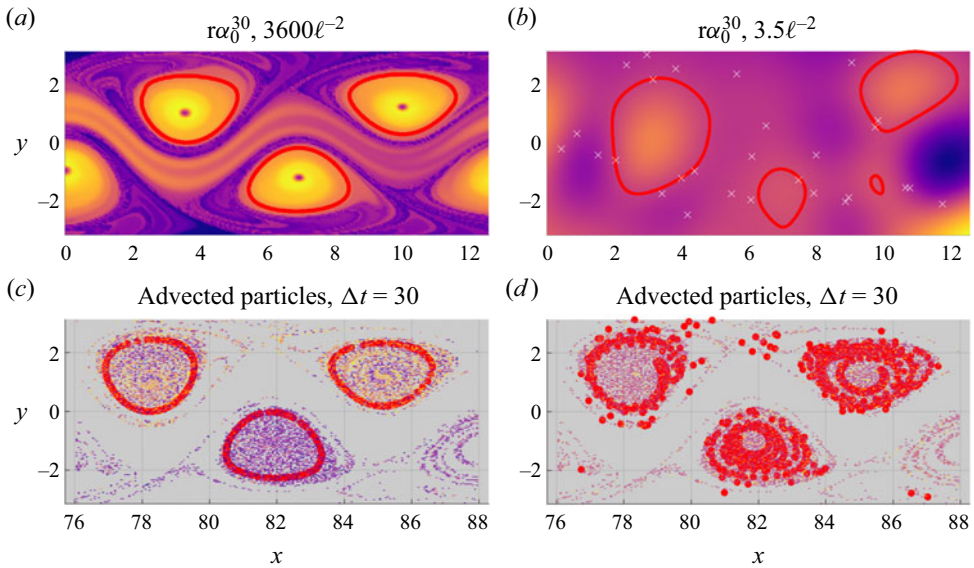 (a) rα₀³⁰, 3600ℓ⁻²
(b) rα₀³⁰, 3.5ℓ⁻²
y
2
0
−2
0 2 4 6 8 10 12
2
0
−2
0 2 4 6 8 10 12
(c) Advected particles, Δt = 30
(d) Advected particles, Δt = 30
y
2
0
−2
76 78 80 82 84 86 88
x
2
0
−2
76 78 80 82 84 86 88
x